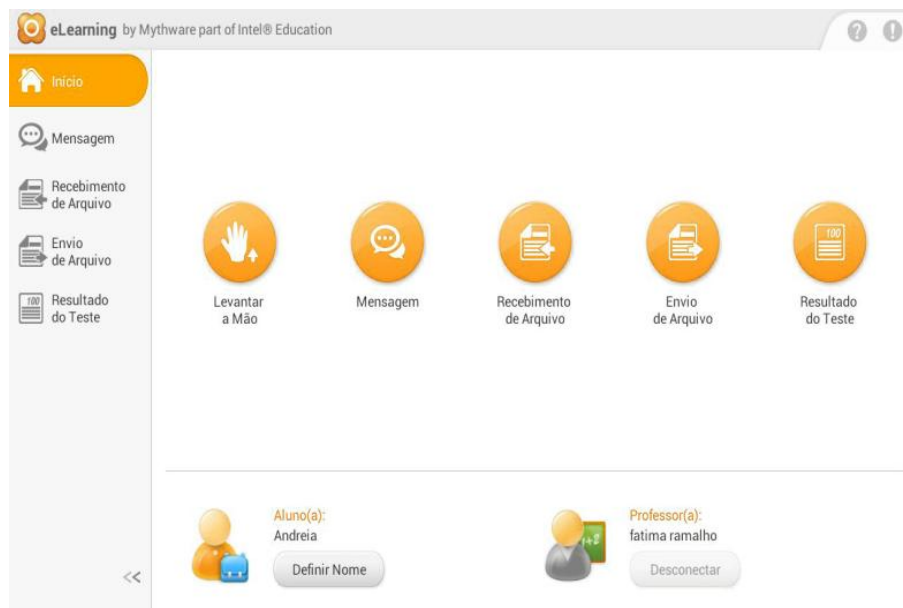 eLearning by Mythware part of Intel® Education
Início
Mensagem
Recebimento
de Arquivo
Envio
de Arquivo
100
Resultado
do Teste
Levantar
a Mão
Mensagem
Recebimento
de Arquivo
Envio
de Arquivo
100
Resultado
do Teste
Aluno(a):
Andreia
Definir Nome
Professor(a):
fatima ramalho
Desconectar
<<